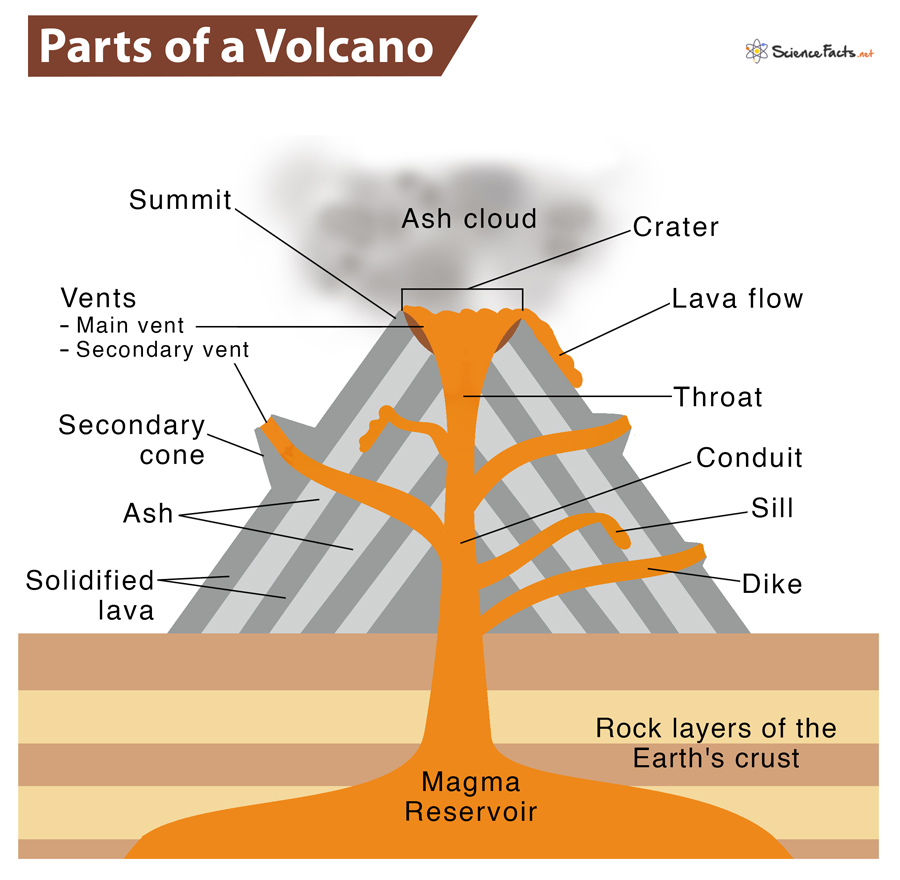 Parts of a Volcano
ScienceFacts.net
Summit
Ash cloud
Crater
Vents
- Main vent
- Secondary vent
Lava flow
Throat
Secondary
cone
Conduit
Ash
Sill
Solidified
lava
Dike
Rock layers of the
Earth's crust
Magma
Reservoir